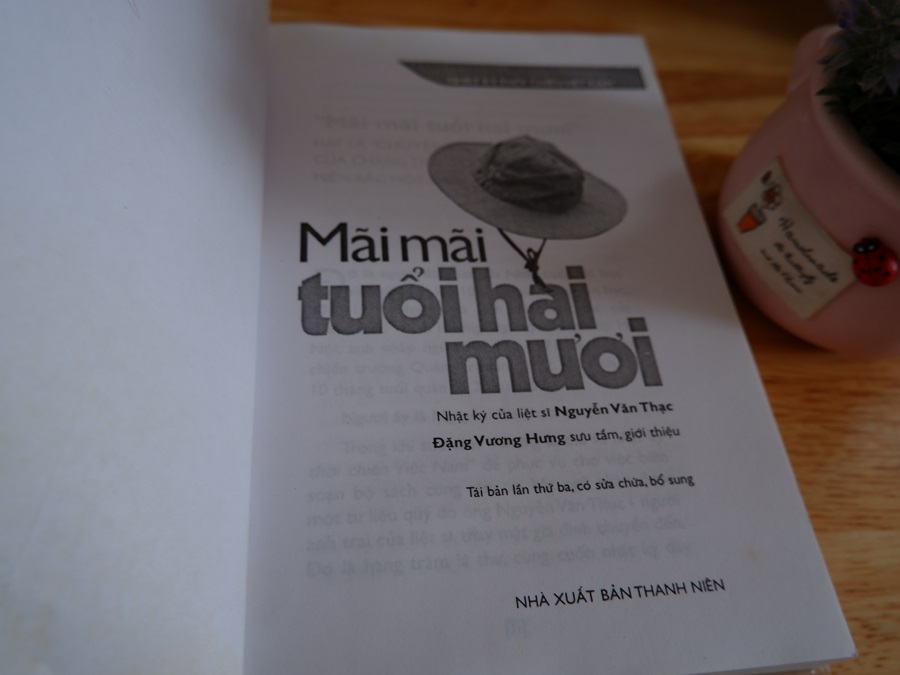 Mãi mãi
tuổi hai
mươi
Nhật ký của liệt sĩ Nguyễn Văn Thạc
Đặng Vương Hưng sưu tầm, giới thiệu
Tái bản lần thứ ba, có sửa chữa, bổ sung
NHÀ XUẤT BẢN THANH NIÊN
Handmade